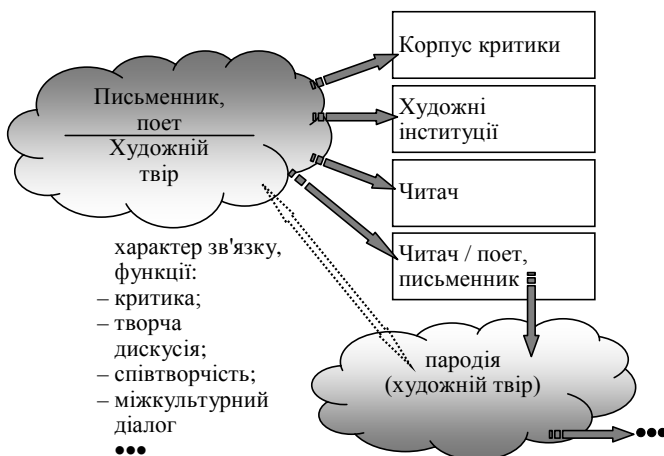 Письменник,
поет
Художній
твір
Корпус критики
Художні
інституції
Читач
Читач / поет,
письменник
характер зв'язку,
функції:
– критика;
– творча
дискусія;
– співтворчість;
– міжкультурний
діалог
●●●
пародія
(художній твір)
●●●